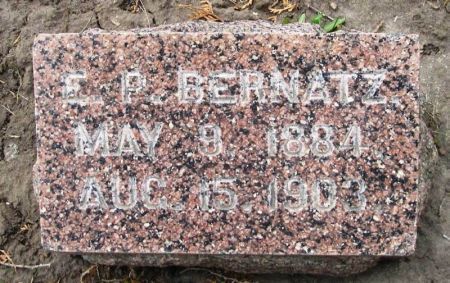 E. P. BERNATZ.
MAY 9. 1884.
AUG. 15. 1903.